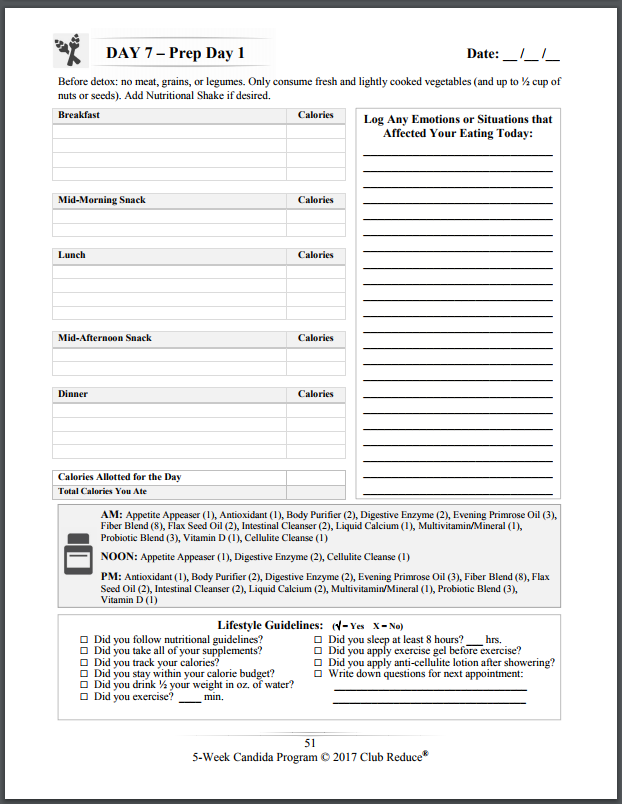 DAY 7 – Prep Day 1
Date: __ /__ /__
Before detox: no meat, grains, or legumes. Only consume fresh and lightly cooked vegetables (and up to ½ cup of
nuts or seeds). Add Nutritional Shake if desired.
Breakfast Calories
Mid-Morning Snack Calories
Lunch Calories
Mid-Afternoon Snack Calories
Dinner Calories
Calories Allotted for the Day
Total Calories You Ate
Log Any Emotions or Situations that
Affected Your Eating Today:
AM: Appetite Appeaser (1), Antioxidant (1), Body Purifier (2), Digestive Enzyme (2), Evening Primrose Oil (3),
Fiber Blend (8), Flax Seed Oil (2), Intestinal Cleanser (2), Liquid Calcium (1), Multivitamin/Mineral (1),
Probiotic Blend (3), Vitamin D (1), Cellulite Cleanse (1)
NOON: Appetite Appeaser (1), Digestive Enzyme (2), Cellulite Cleanse (1)
PM: Antioxidant (1), Body Purifier (2), Digestive Enzyme (2), Evening Primrose Oil (3), Fiber Blend (8), Flax
Seed Oil (2), Intestinal Cleanser (2), Liquid Calcium (2), Multivitamin/Mineral (1), Probiotic Blend (3),
Vitamin D (1)
Lifestyle Guidelines: (√ – Yes X – No)
☐ Did you follow nutritional guidelines?
☐ Did you take all of your supplements?
☐ Did you track your calories?
☐ Did you stay within your calorie budget?
☐ Did you drink ½ your weight in oz. of water?
☐ Did you exercise? ____ min.
☐ Did you sleep at least 8 hours? ___ hrs.
☐ Did you apply exercise gel before exercise?
☐ Did you apply anti-cellulite lotion after showering?
☐ Write down questions for next appointment:
51
5-Week Candida Program © 2017 Club Reduce®